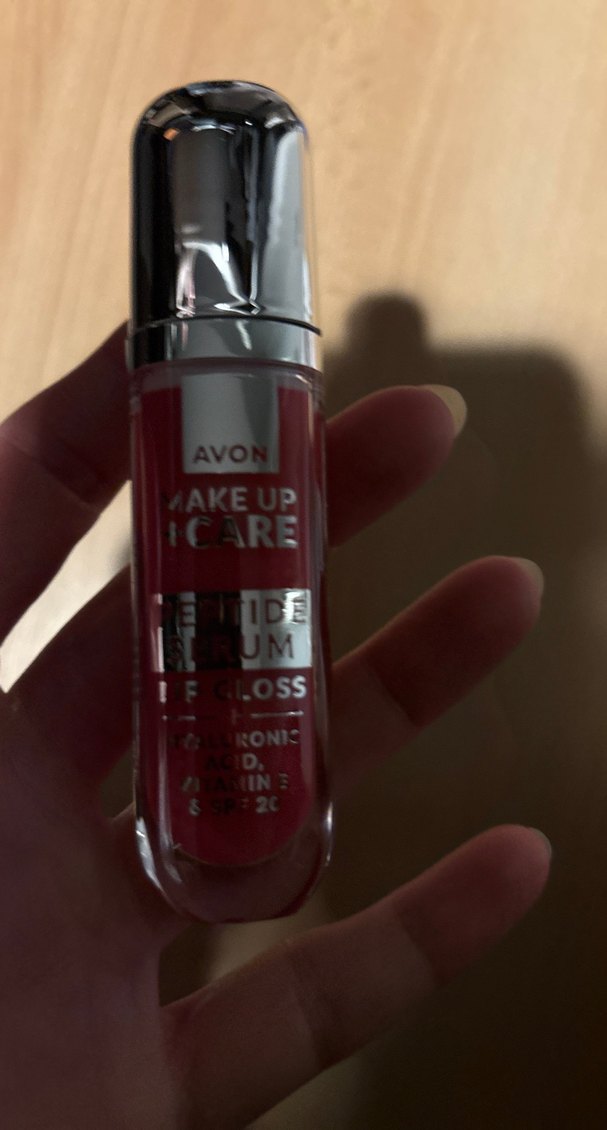 AVON
MAKE UP
+CARE
PEPTIDE
SERUM
LIP GLOSS
+
HYALURONIC
ACID,
VITAMIN E
& SPF 20